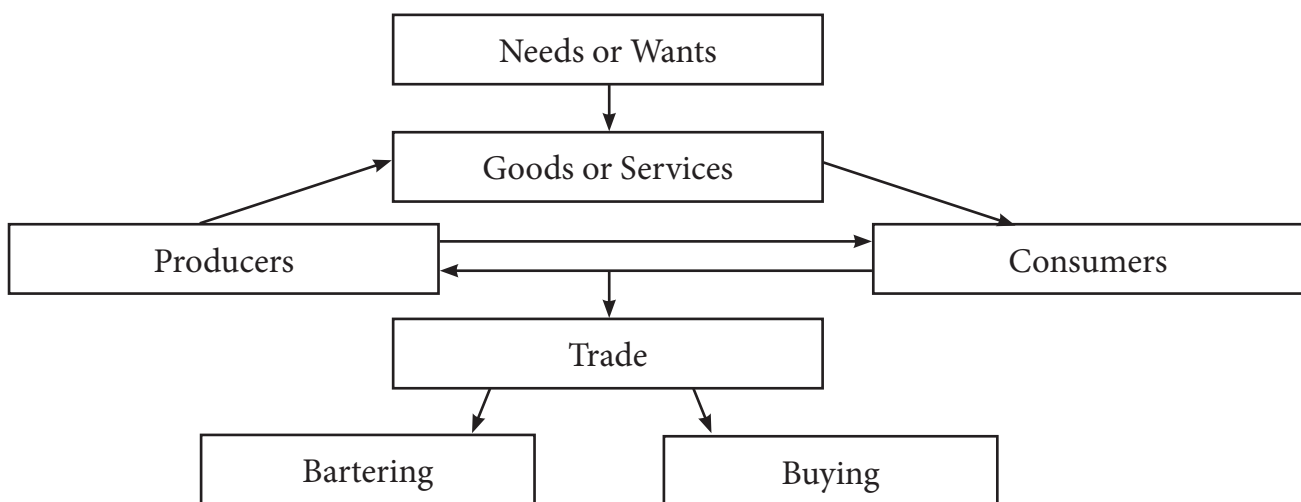 Needs or Wants
Goods or Services
Producers
Consumers
Trade
Bartering
Buying